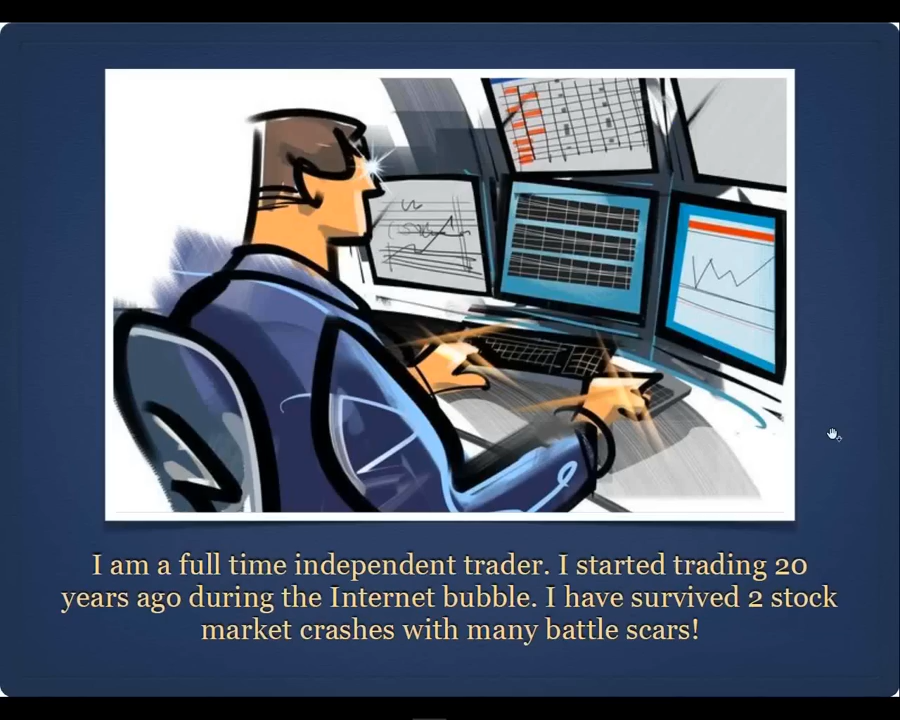 I am a full time independent trader. I started trading 20
years ago during the Internet bubble. I have survived 2 stock
market crashes with many battle scars!